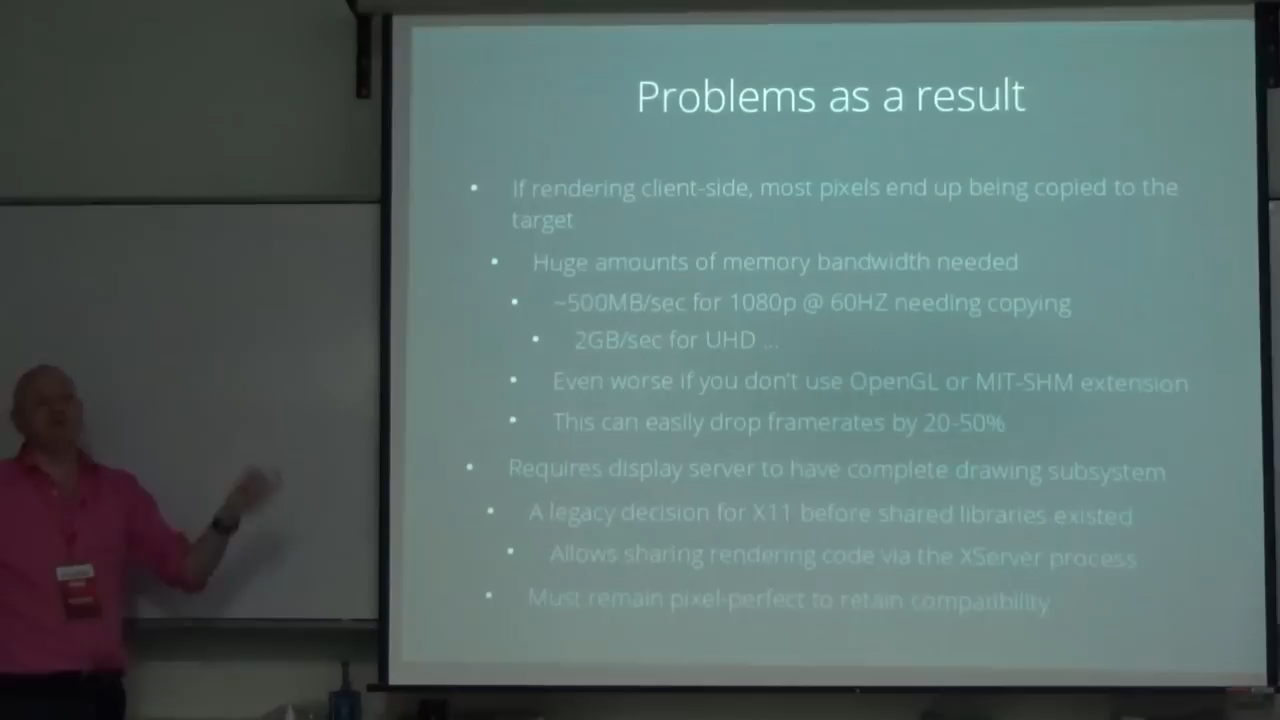 Problems as a result
• If rendering client-side, most pixels end up being copied to the
target
• Huge amounts of memory bandwidth needed
• ~500MB/sec for 1080p @ 60HZ needing copying
• 2GB/sec for UHD ...
• Even worse if you don't use OpenGL or MIT-SHM extension
• This can easily drop framerates by 20-50%
• Requires display server to have complete drawing subsystem
• A legacy decision for X11 before shared libraries existed
• Allows sharing rendering code via the XServer process
• Must remain pixel-perfect to retain compatibility